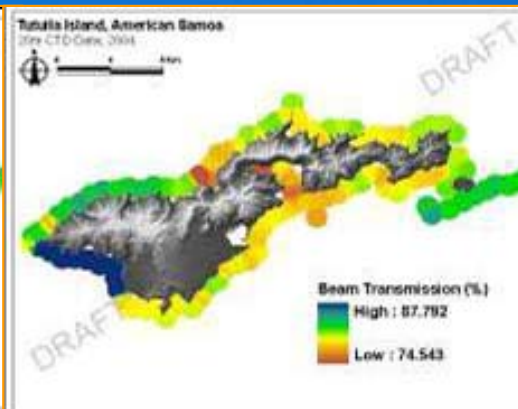 Tutuila Island, American Samoa
20m CTD Data, 2004
DRAFT
Beam Transmission (%)
High : 87.792
Low : 74.543
DRAFT